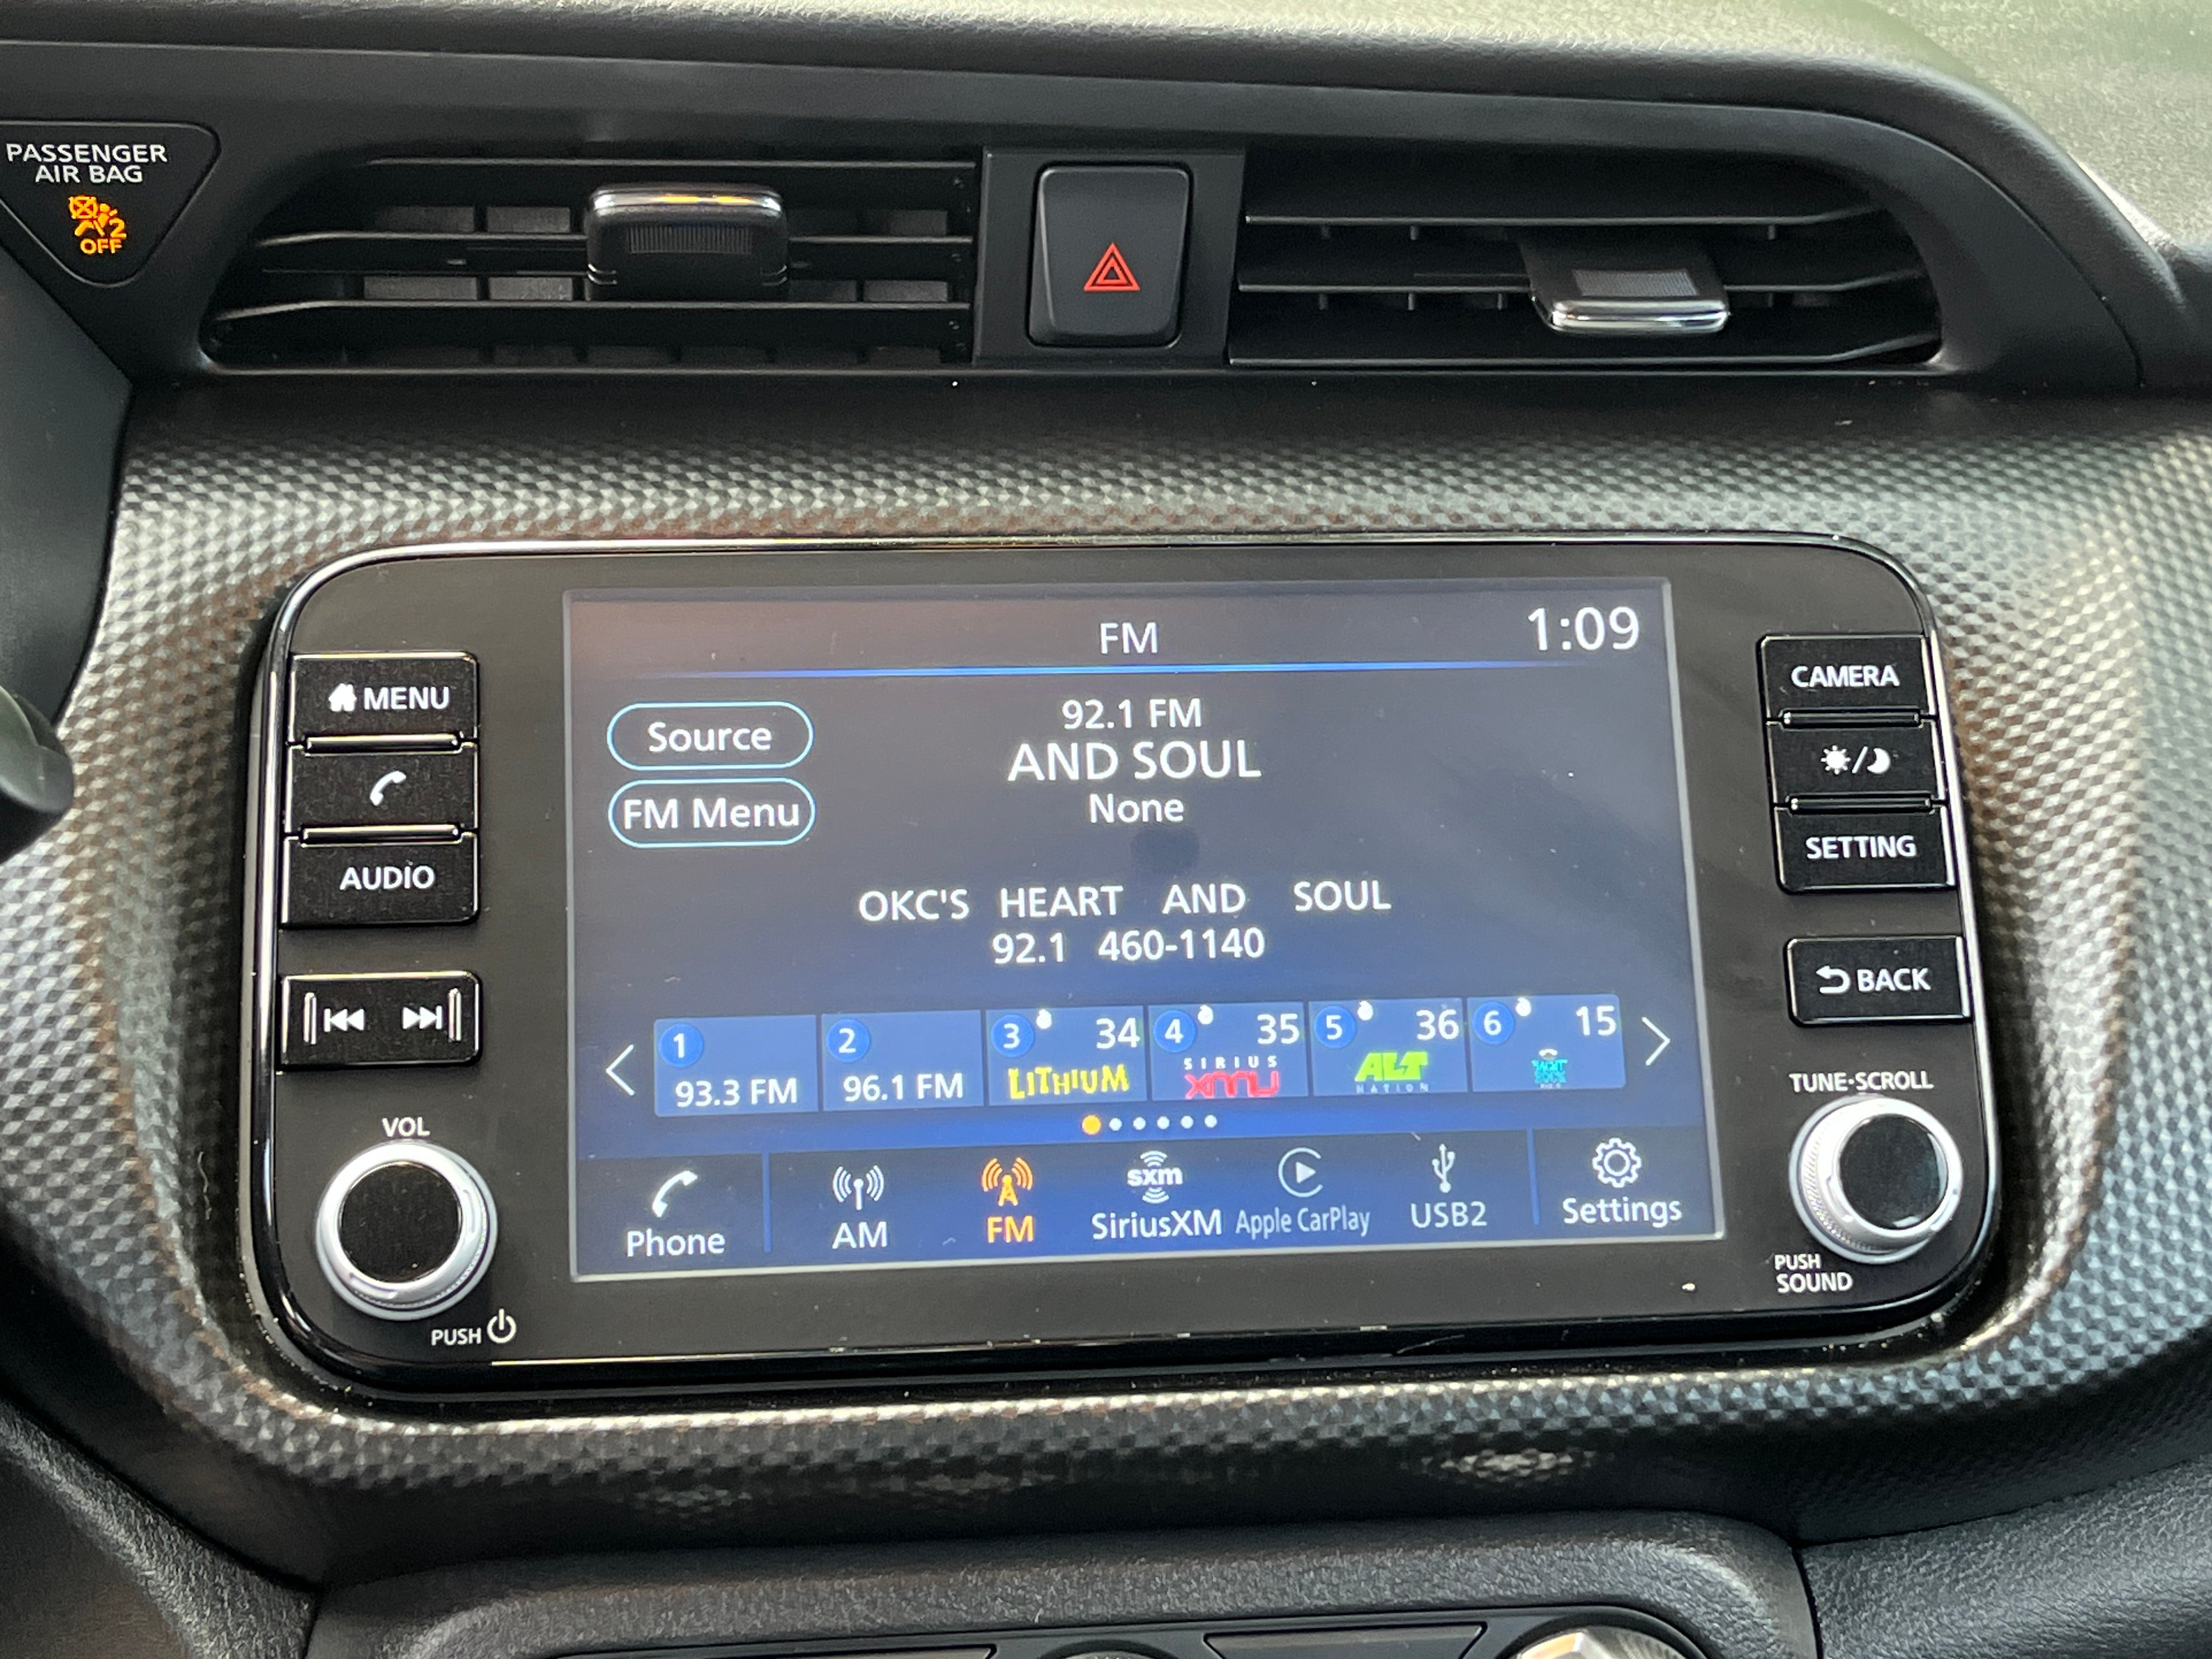 PASSENGER
AIR BAG
2
OFF
MENU
AUDIO
VOL
PUSH
FM
1:09
Source
FM Menu
92.1 FM
AND SOUL
None
OKC'S HEART AND SOUL
92.1 460-1140
1
93.3 FM
2
96.1 FM
3
34
LITHIUM
4
35
SIRIUS
XMU
5
36
ALT
NATION
6
15
Phone
AM
FM
sxm
SiriusXM
Apple CarPlay
USB2
Settings
CAMERA
SETTING
BACK
TUNE·SCROLL
PUSH
SOUND